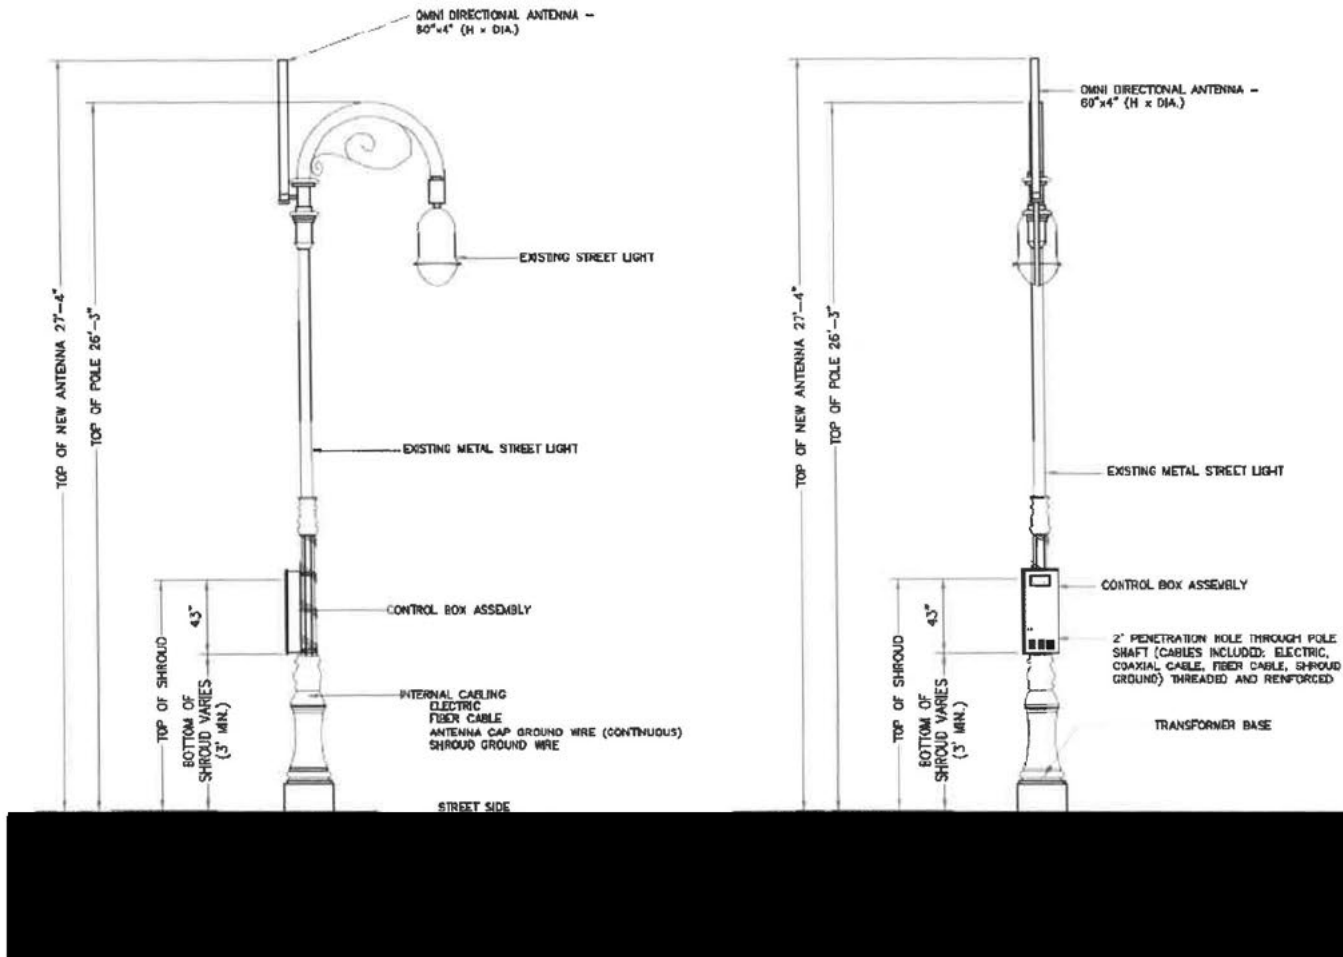 OMNI DIRECTIONAL ANTENNA –
60"x4" (H x DIA.)
EXISTING STREET LIGHT
TOP OF NEW ANTENNA 27'-4"
TOP OF POLE 26'-3"
EXISTING METAL STREET LIGHT
TOP OF SHROUD
43"
BOTTOM OF
SHROUD VARIES
(3' MIN.)
CONTROL BOX ASSEMBLY
INTERNAL CABLING
ELECTRIC
FIBER CABLE
ANTENNA CAP GROUND WIRE (CONTINUOUS)
SHROUD GROUND WIRE
STREET SIDE
OMNI DIRECTIONAL ANTENNA –
60"x4" (H x DIA.)
TOP OF NEW ANTENNA 27'-4"
TOP OF POLE 26'-3"
EXISTING METAL STREET LIGHT
TOP OF SHROUD
43"
BOTTOM OF
SHROUD VARIES
(3' MIN.)
CONTROL BOX ASSEMBLY
2" PENETRATION HOLE THROUGH POLE
SHAFT (CABLES INCLUDED: ELECTRIC,
COAXIAL CABLE, FIBER CABLE, SHROUD
GROUND) THREADED AND REINFORCED
TRANSFORMER BASE